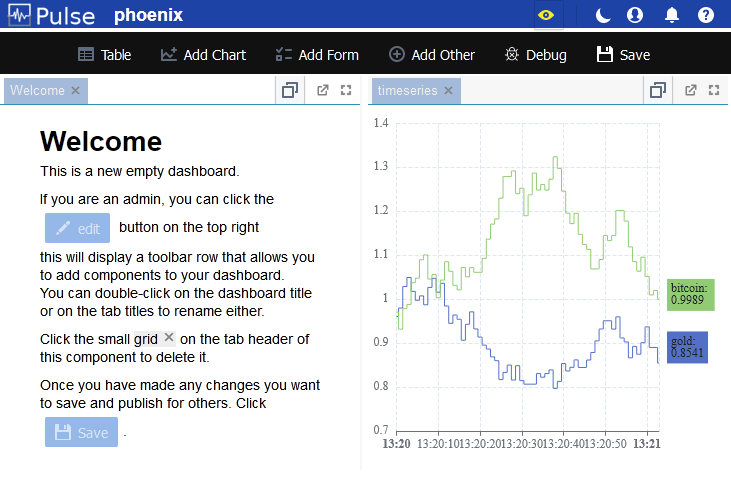 Pulse phoenix
Table Add Chart Add Form Add Other Debug Save
Welcome
timeseries
Welcome
This is a new empty dashboard.
If you are an admin, you can click the
edit button on the top right
this will display a toolbar row that allows you
to add components to your dashboard.
You can double-click on the dashboard title
or on the tab titles to rename either.
Click the small grid × on the tab header of
this component to delete it.
Once you have made any changes you want
to save and publish for others. Click
Save .
1.4
1.3
1.2
1.1
1
0.9
0.8
0.7
13:20 13:20:10 13:20:20 13:20:30 13:20:40 13:20:50 13:21
bitcoin:
0.9989
gold:
0.8541